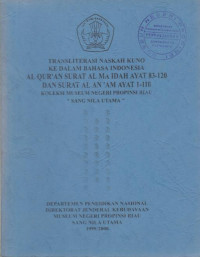 TRANSLITERASI NASKAH KUNO
KE DALAM BAHASA INDONESIA
AL-QUR'AN SURAT AL MA IDAH AYAT 83-120
DAN SURAT AL AN 'AM AYAT 1-110
KOLEKSI MUSEUM NEGERI PROPINSI RIAU
" SANG NILA UTAMA "
DEPARTEMEN PENDIDIKAN NASIONAL
DIREKTORAT JENDERAL KEBUDAYAAN
MUSEUM NEGERI PROPINSI RIAU
SANG NILA UTAMA